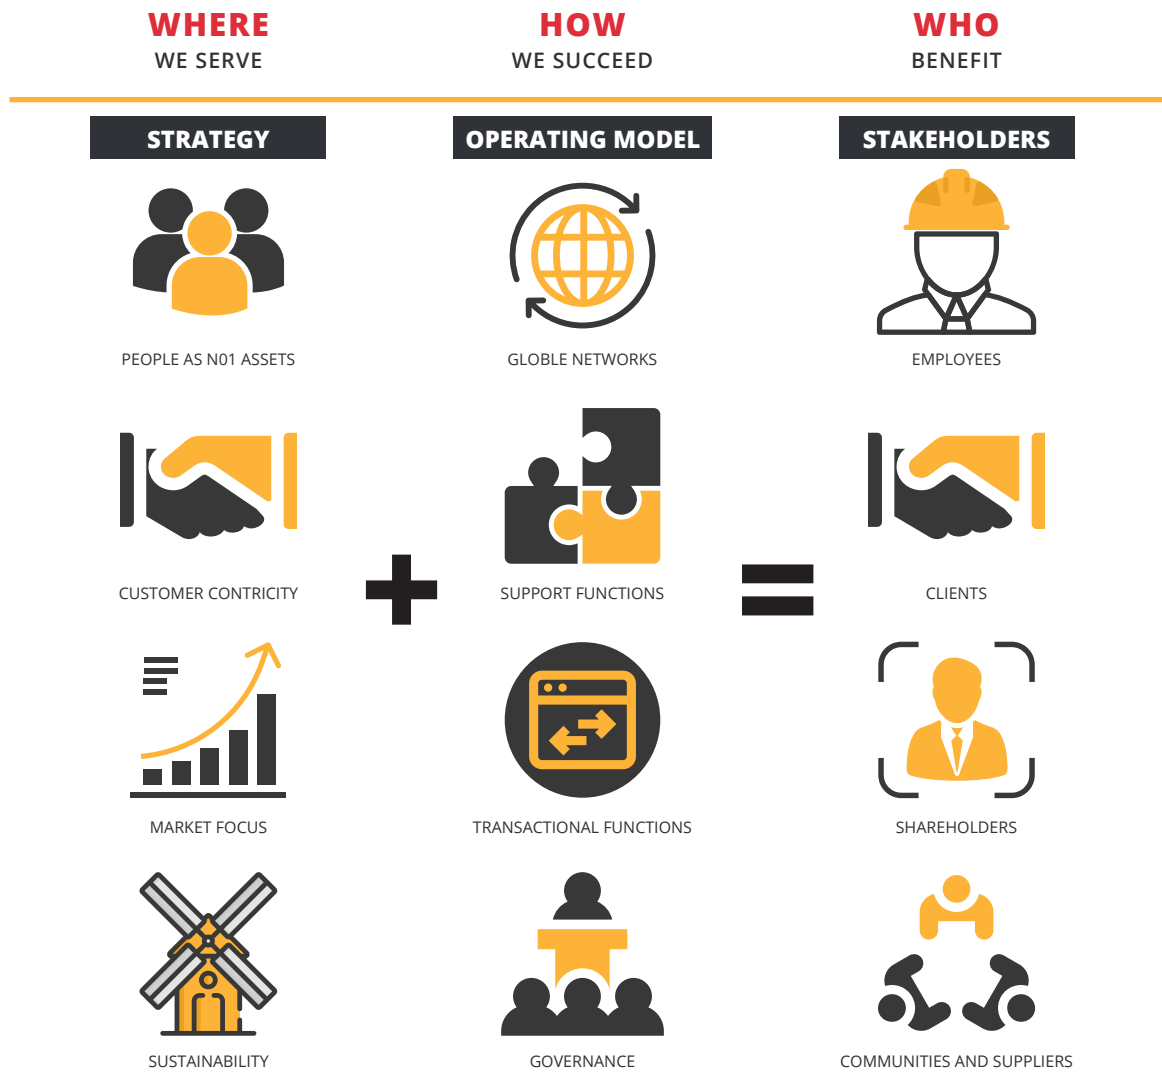 WHERE
WE SERVE
HOW
WE SUCCEED
WHO
BENEFIT
STRATEGY
OPERATING MODEL
STAKEHOLDERS
PEOPLE AS N01 ASSETS
GLOBLE NETWORKS
EMPLOYEES
CUSTOMER CONTRICITY
SUPPORT FUNCTIONS
CLIENTS
MARKET FOCUS
TRANSACTIONAL FUNCTIONS
SHAREHOLDERS
SUSTAINABILITY
GOVERNANCE
COMMUNITIES AND SUPPLIERS